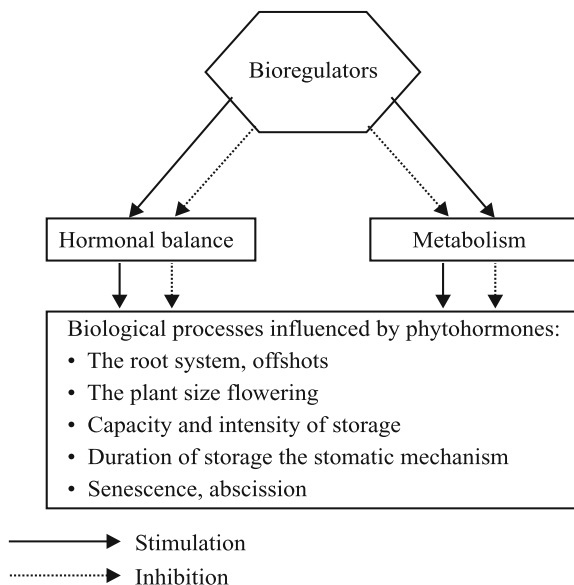 Bioregulators
Hormonal balance
Metabolism
Biological processes influenced by phytohormones:
• The root system, offshots
• The plant size flowering
• Capacity and intensity of storage
• Duration of storage the stomatic mechanism
• Senescence, abscission
Stimulation
Inhibition